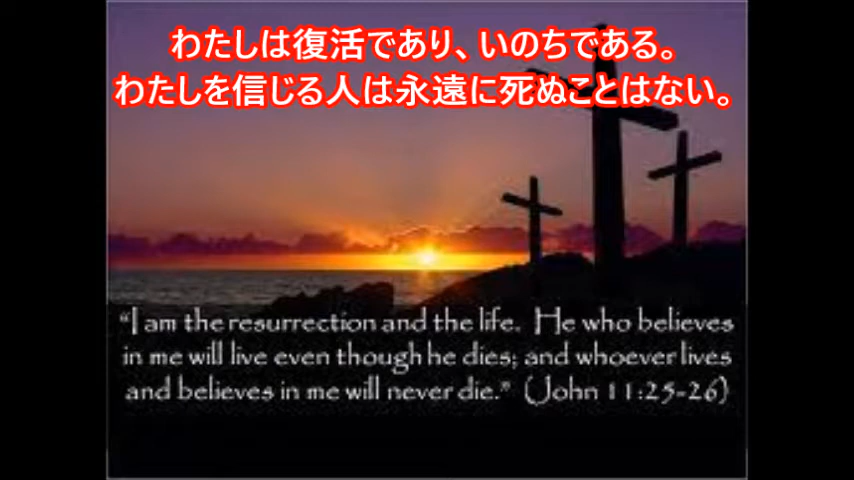 わたしは復活であり、いのちである。
わたしを信じる人は永遠に死ぬことはない。
“I am the resurrection and the life. He who believes
in me will live even though he dies; and whoever lives
and believes in me will never die.” (John 11:25-26)